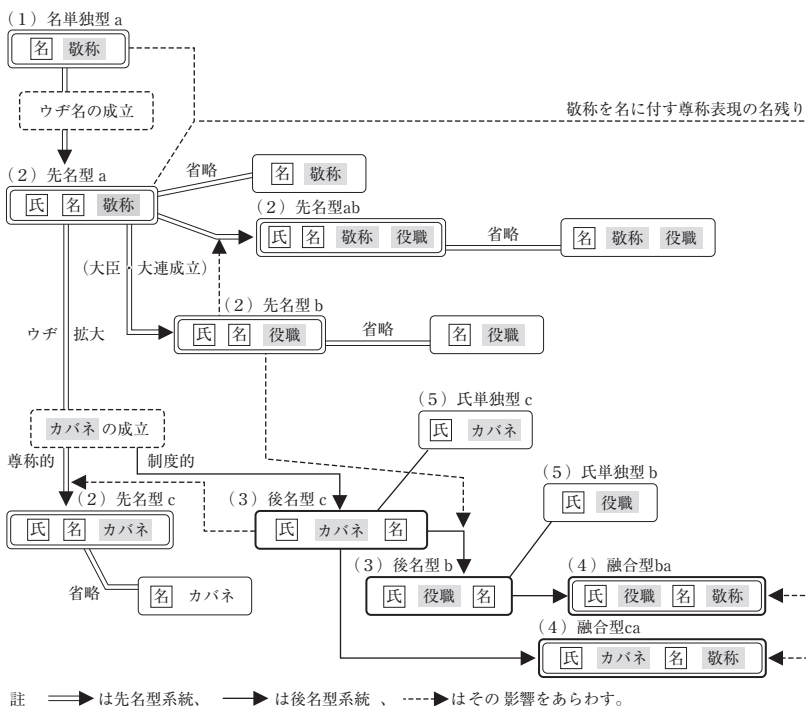 (1)名単独型 a
名 敬称
ウヂ名の成立
敬称を名に付す尊称表現の名残り
(2)先名型 a
氏 名 敬称
省略
名 敬称
(2)先名型ab
氏 名 敬称 役職
省略
名 敬称 役職
(大臣・大連成立)
(2)先名型 b
氏 名 役職
省略
名 役職
ウヂ 拡大
カバネ の成立
尊称的
制度的
(5)氏単独型 c
氏 カバネ
(5)氏単独型 b
氏 役職
(2)先名型 c
氏 名 カバネ
省略
名 カバネ
(3)後名型 c
氏 カバネ 名
(3)後名型 b
氏 役職 名
(4)融合型ba
氏 役職 名 敬称
(4)融合型ca
氏 カバネ 名 敬称
註 は先名型系統、 は後名型系統 、 はその影響をあらわす。